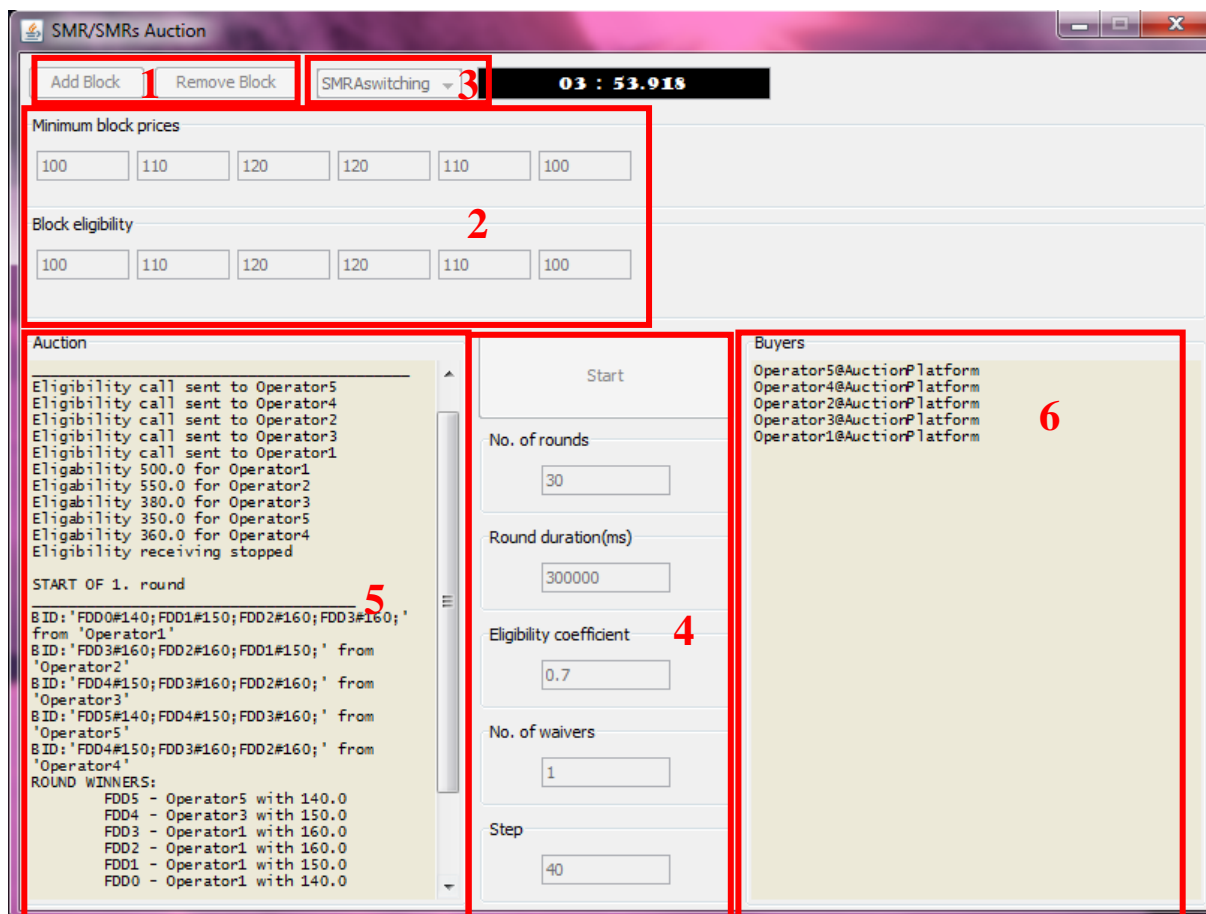 SMR/SMRs Auction
Add Block 1 Remove Block SMRAswitching 3 03 : 53.918
Minimum block prices
100 110 120 120 110 100
Block eligibility 2
100 110 120 120 110 100
Auction
Eligibility call sent to Operator5
Eligibility call sent to Operator4
Eligibility call sent to Operator2
Eligibility call sent to Operator3
Eligibility call sent to Operator1
Eligability 500.0 for Operator1
Eligability 550.0 for Operator2
Eligability 380.0 for Operator3
Eligability 350.0 for Operator5
Eligability 360.0 for Operator4
Eligibility receiving stopped
START OF 1. round
5
BID:'FDD0#140;FDD1#150;FDD2#160;FDD3#160;'
from 'Operator1'
BID:'FDD3#160;FDD2#160;FDD1#150;' from
'Operator2'
BID:'FDD4#150;FDD3#160;FDD2#160;' from
'Operator3'
BID:'FDD5#140;FDD4#150;FDD3#160;' from
'Operator5'
BID:'FDD4#150;FDD3#160;FDD2#160;' from
'Operator4'
ROUND WINNERS:
FDD5 - Operator5 with 140.0
FDD4 - Operator3 with 150.0
FDD3 - Operator1 with 160.0
FDD2 - Operator1 with 160.0
FDD1 - Operator1 with 150.0
FDD0 - Operator1 with 140.0
Start
No. of rounds
30
Round duration(ms)
300000
Eligibility coefficient 4
0.7
No. of waivers
1
Step
40
Buyers
Operator5@AuctionPlatform
Operator4@AuctionPlatform
Operator2@AuctionPlatform
Operator3@AuctionPlatform
Operator1@AuctionPlatform
6